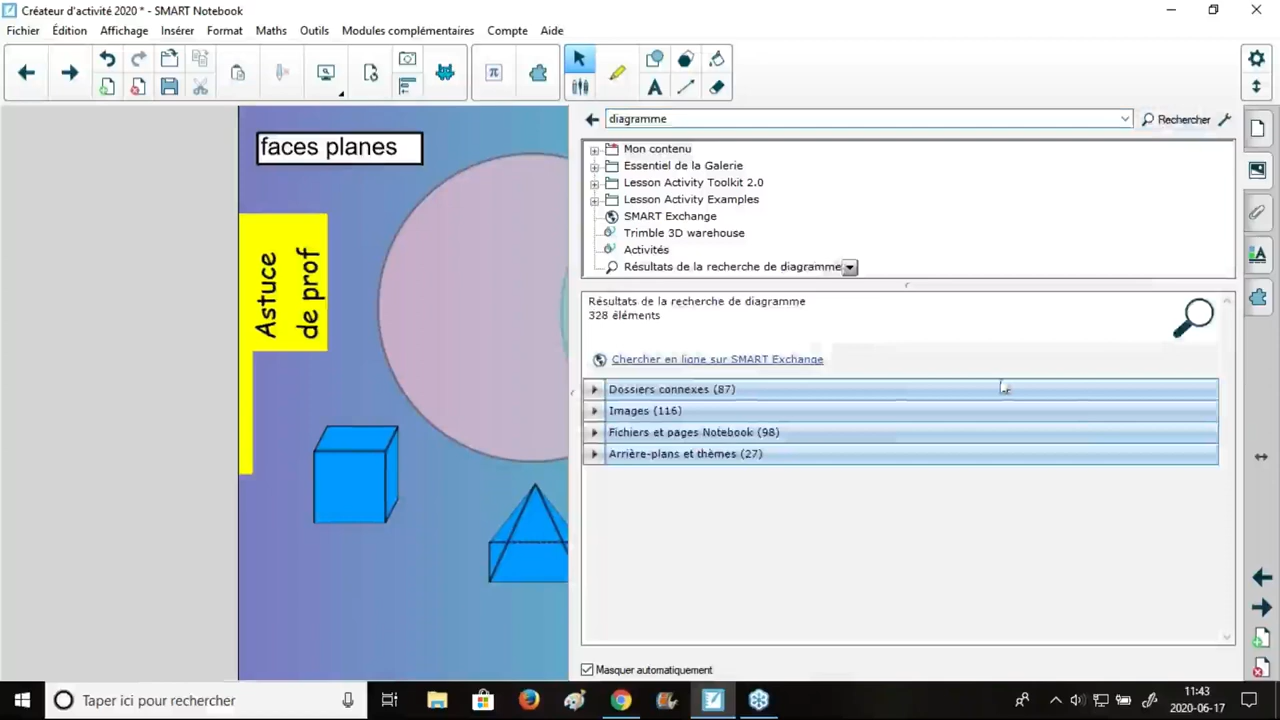 Créateur d'activité 2020 * - SMART Notebook
Fichier Édition Affichage Insérer Format Maths Outils Modules complémentaires Compte Aide
π
A
diagramme
Rechercher
Mon contenu
Essentiel de la Galerie
Lesson Activity Toolkit 2.0
Lesson Activity Examples
SMART Exchange
Trimble 3D warehouse
Activités
Résultats de la recherche de diagramme
faces planes
Astuce
de prof
Résultats de la recherche de diagramme
328 éléments
Chercher en ligne sur SMART Exchange
Dossiers connexes (87)
Images (116)
Fichiers et pages Notebook (98)
Arrière-plans et thèmes (27)
Masquer automatiquement
A
Taper ici pour rechercher
11:43
2020-06-17